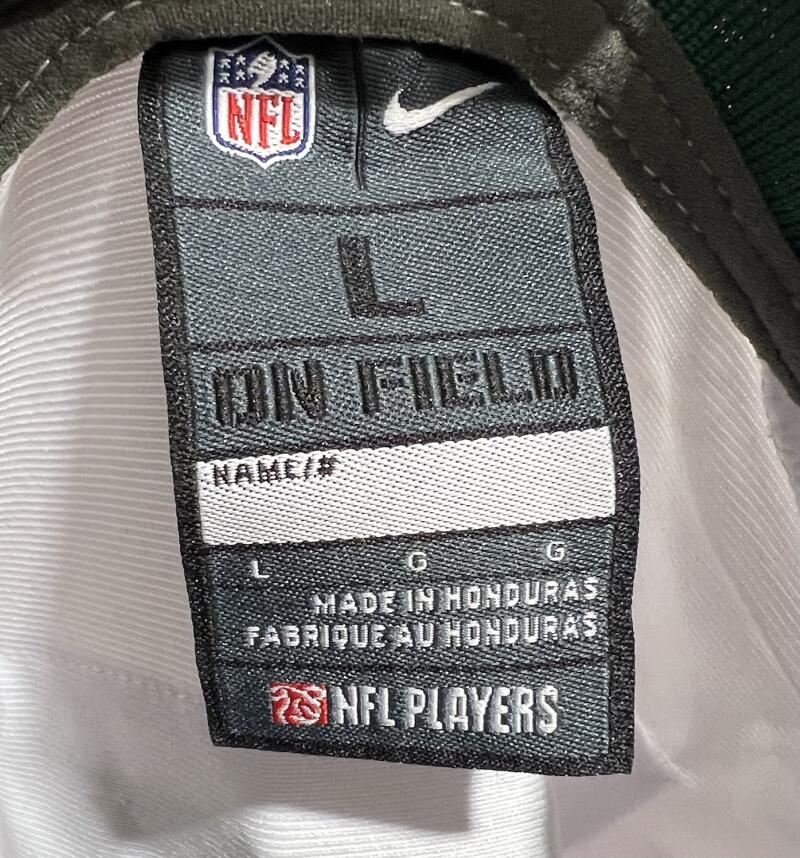 NFL
L
ON FIELD
NAME/#
L G G
MADE IN HONDURAS
FABRIQUE AU HONDURAS
NFL PLAYERS